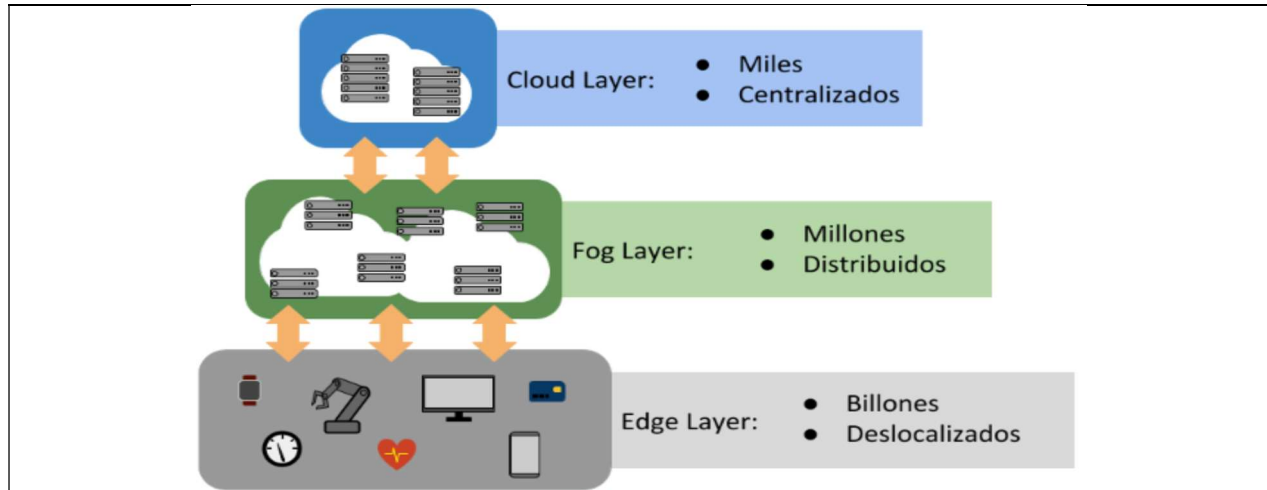 Cloud Layer:
● Miles
● Centralizados
Fog Layer:
● Millones
● Distribuidos
Edge Layer:
● Billones
● Deslocalizados